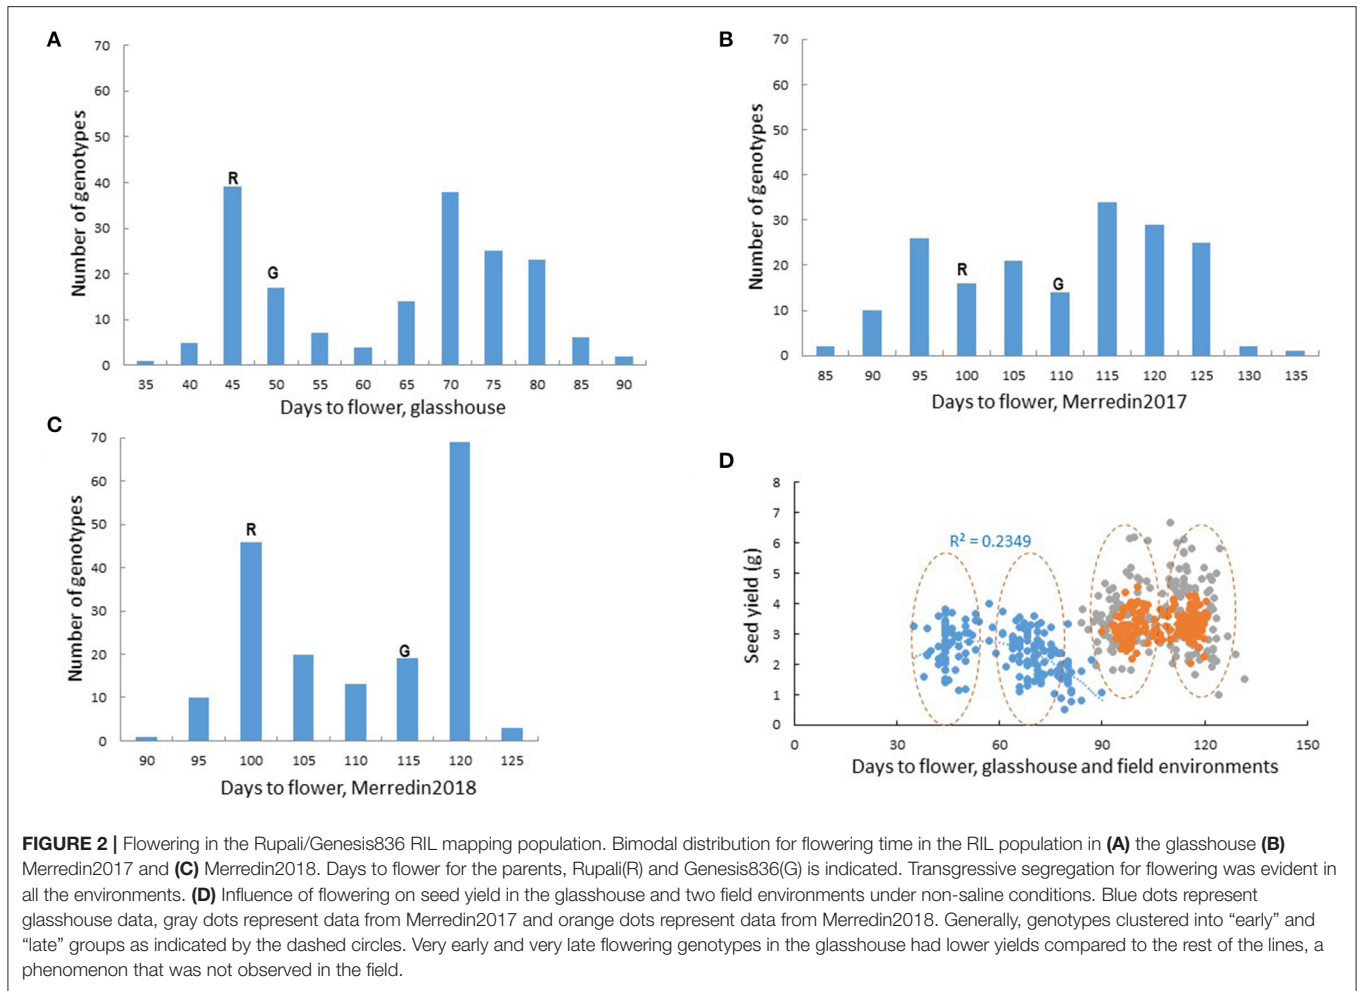 A
70
60
50
40
30
20
10
0
Number of genotypes
R
G
35 40 45 50 55 60 65 70 75 80 85 90
Days to flower, glasshouse
B
70
60
50
40
30
20
10
0
Number of genotypes
R
G
85 90 95 100 105 110 115 120 125 130 135
Days to flower, Merredin2017
C
70
60
50
40
30
20
10
0
Number of genotypes
R
G
90 95 100 105 110 115 120 125
Days to flower, Merredin2018
D
8
7
6
5
4
3
2
1
0
Seed yield (g)
R² = 0.2349
0 30 60 90 120 150
Days to flower, glasshouse and field environments
FIGURE 2 | Flowering in the Rupali/Genesis836 RIL mapping population. Bimodal distribution for flowering time in the RIL population in (A) the glasshouse (B)
Merredin2017 and (C) Merredin2018. Days to flower for the parents, Rupali(R) and Genesis836(G) is indicated. Transgressive segregation for flowering was evident in
all the environments. (D) Influence of flowering on seed yield in the glasshouse and two field environments under non-saline conditions. Blue dots represent
glasshouse data, gray dots represent data from Merredin2017 and orange dots represent data from Merredin2018. Generally, genotypes clustered into “early” and
“late” groups as indicated by the dashed circles. Very early and very late flowering genotypes in the glasshouse had lower yields compared to the rest of the lines, a
phenomenon that was not observed in the field.